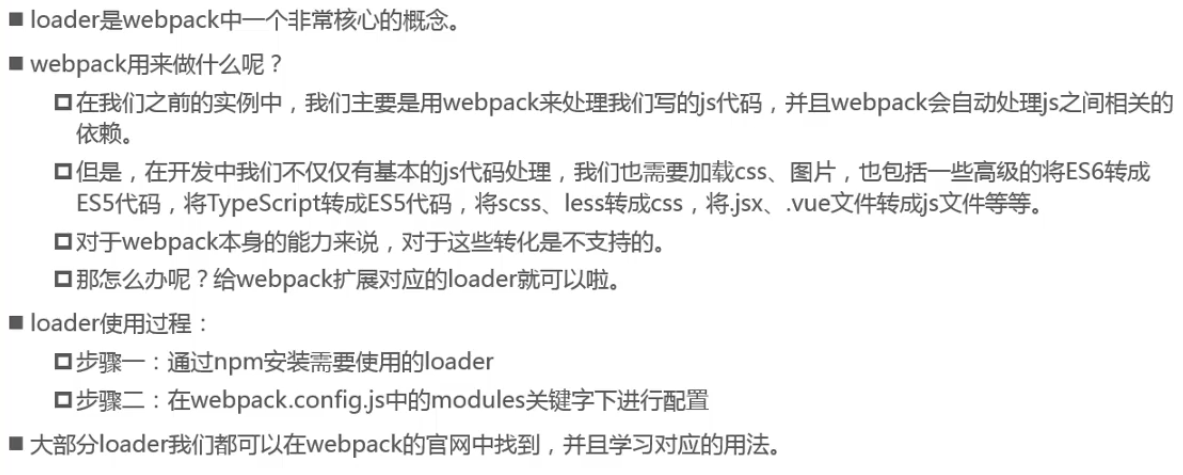 ■ loader是webpack中一个非常核心的概念。
■ webpack用来做什么呢？
在我们之前的实例中，我们主要是用webpack来处理我们写的js代码，并且webpack会自动处理js之间相关的
依赖。
但是，在开发中我们不仅仅有基本的js代码处理，我们也需要加载css、图片，也包括一些高级的将ES6转成
ES5代码，将TypeScript转成ES5代码，将scss、less转成css，将.jsx、.vue文件转成js文件等等。
对于webpack本身的能力来说，对于这些转化是不支持的。
那怎么办呢？给webpack扩展对应的loader就可以啦。
■ loader使用过程：
步骤一：通过npm安装需要使用的loader
步骤二：在webpack.config.js中的modules关键字下进行配置
■ 大部分loader我们都可以在webpack的官网中找到，并且学习对应的用法。